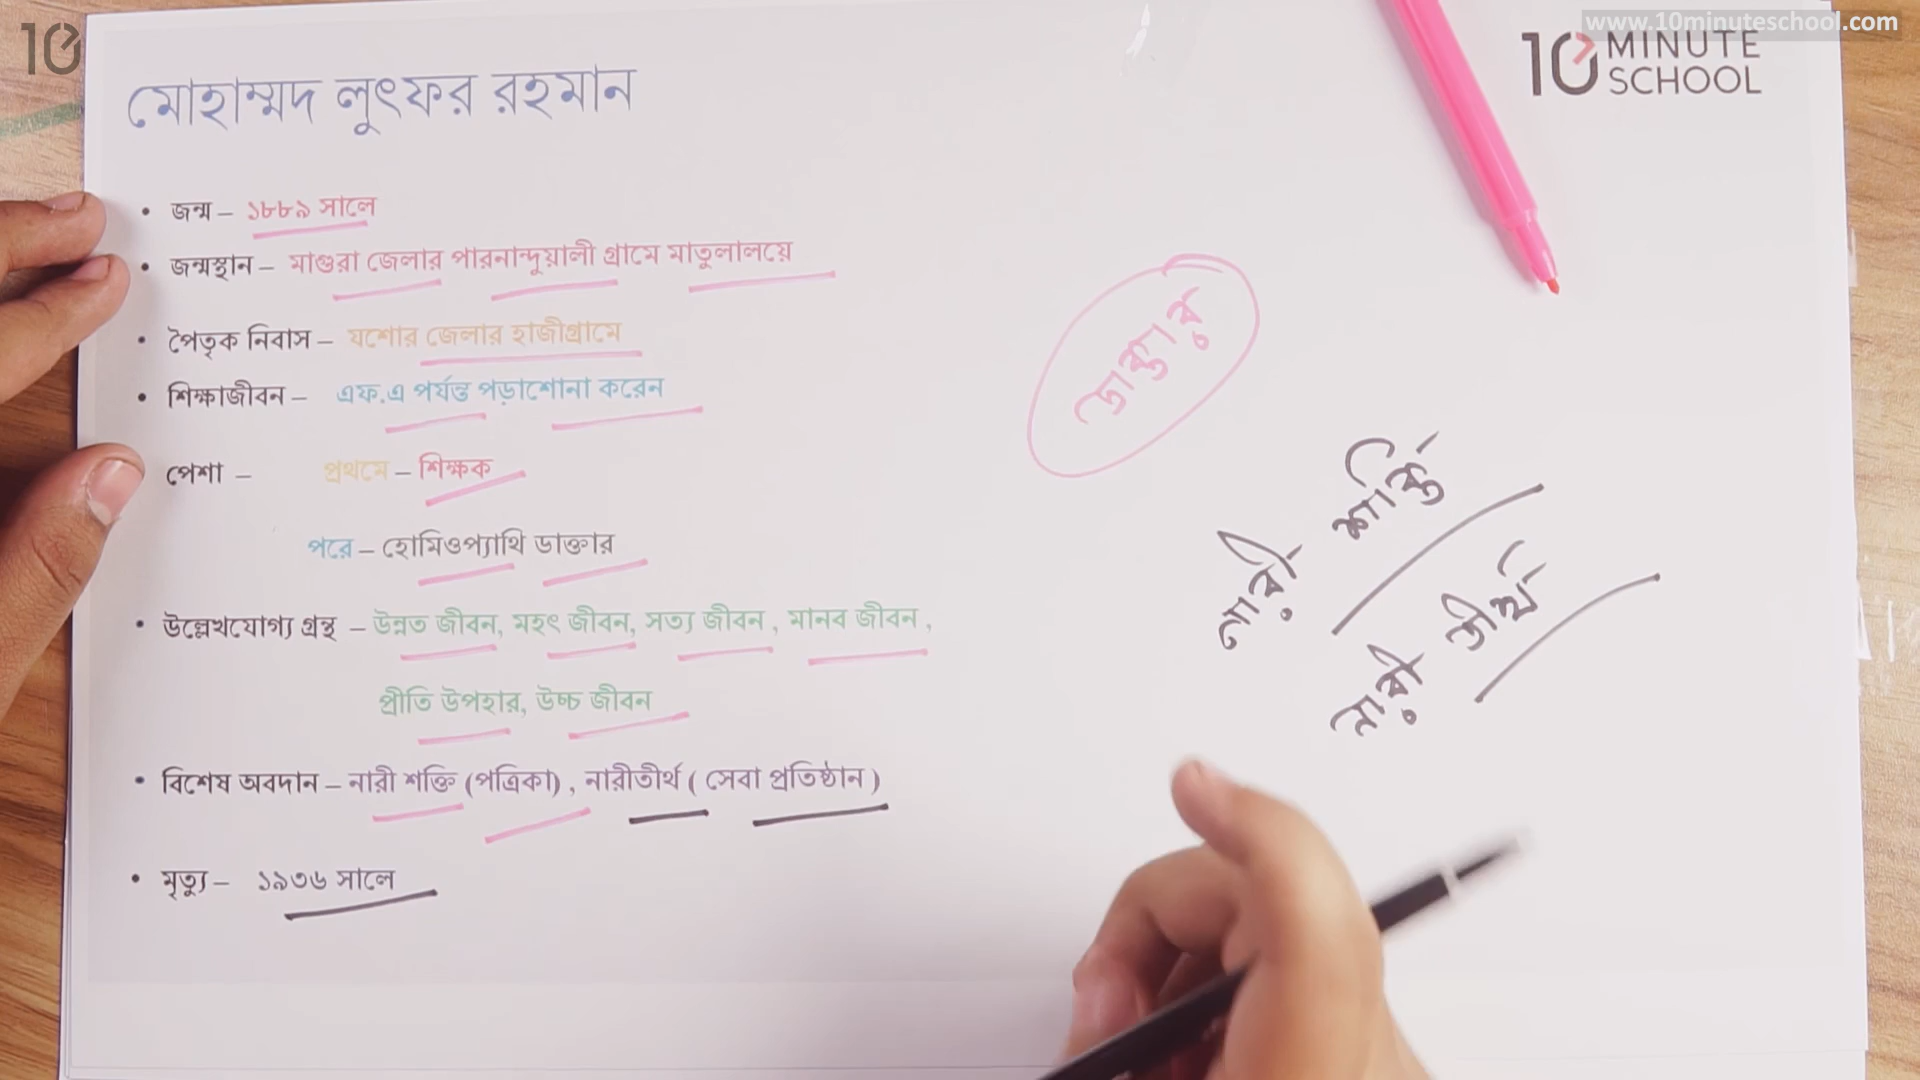 10
www.10minuteschool.com
10 MINUTE SCHOOL
মোহাম্মদ লুৎফর রহমান
• জন্ম – ১৮৮৯ সালে
• জন্মস্থান – মাগুরা জেলার পারনান্দুয়ালী গ্রামে মাতুলালয়ে
• পৈতৃক নিবাস – যশোর জেলার হাজীগ্রামে
• শিক্ষাজীবন – এফ.এ পর্যন্ত পড়াশোনা করেন
পেশা – প্রথমে – শিক্ষক
পরে – হোমিওপ্যাথি ডাক্তার
• উল্লেখযোগ্য গ্রন্থ – উন্নত জীবন, মহৎ জীবন, সত্য জীবন , মানব জীবন ,
প্রীতি উপহার, উচ্চ জীবন
• বিশেষ অবদান – নারী শক্তি (পত্রিকা) , নারীতীর্থ ( সেবা প্রতিষ্ঠান )
• মৃত্যু – ১৯৩৬ সালে
ডাক্তার
নারী শক্তি
নারী তীর্থ